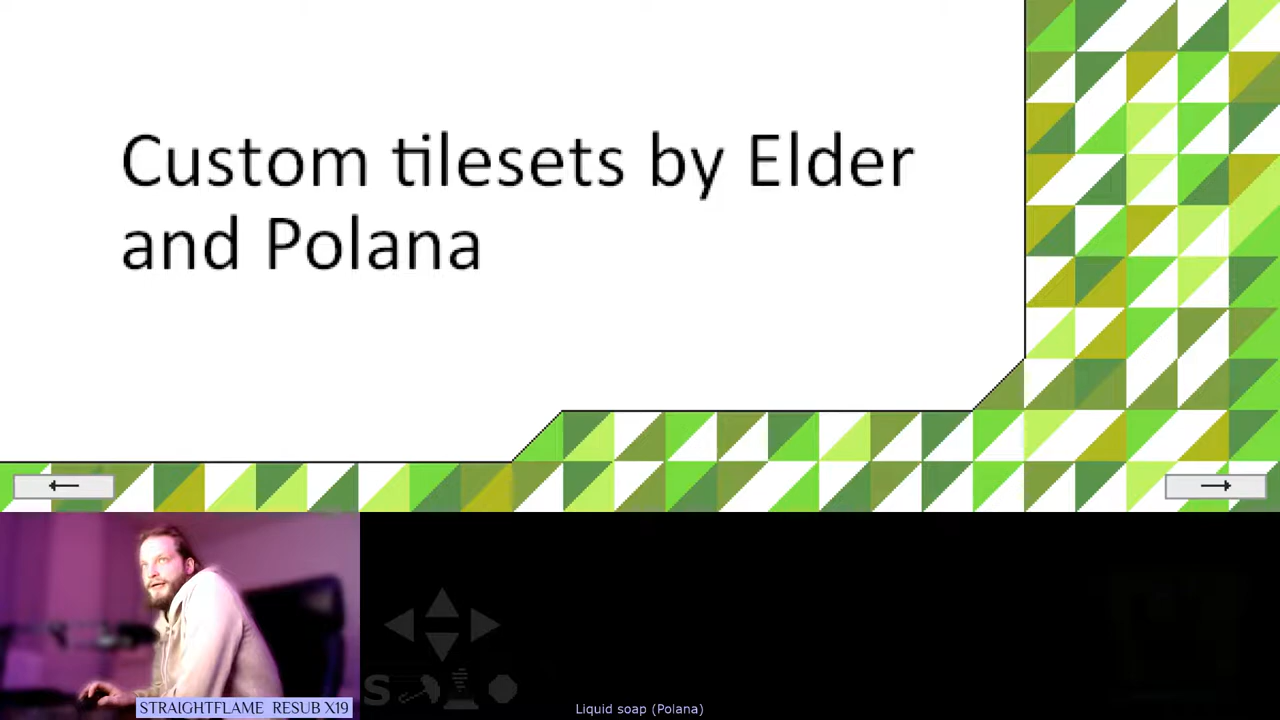 Custom tilesets by Elder
and Polana
S
STRAIGHTFLAME RESUB X19
Liquid soap (Polana)